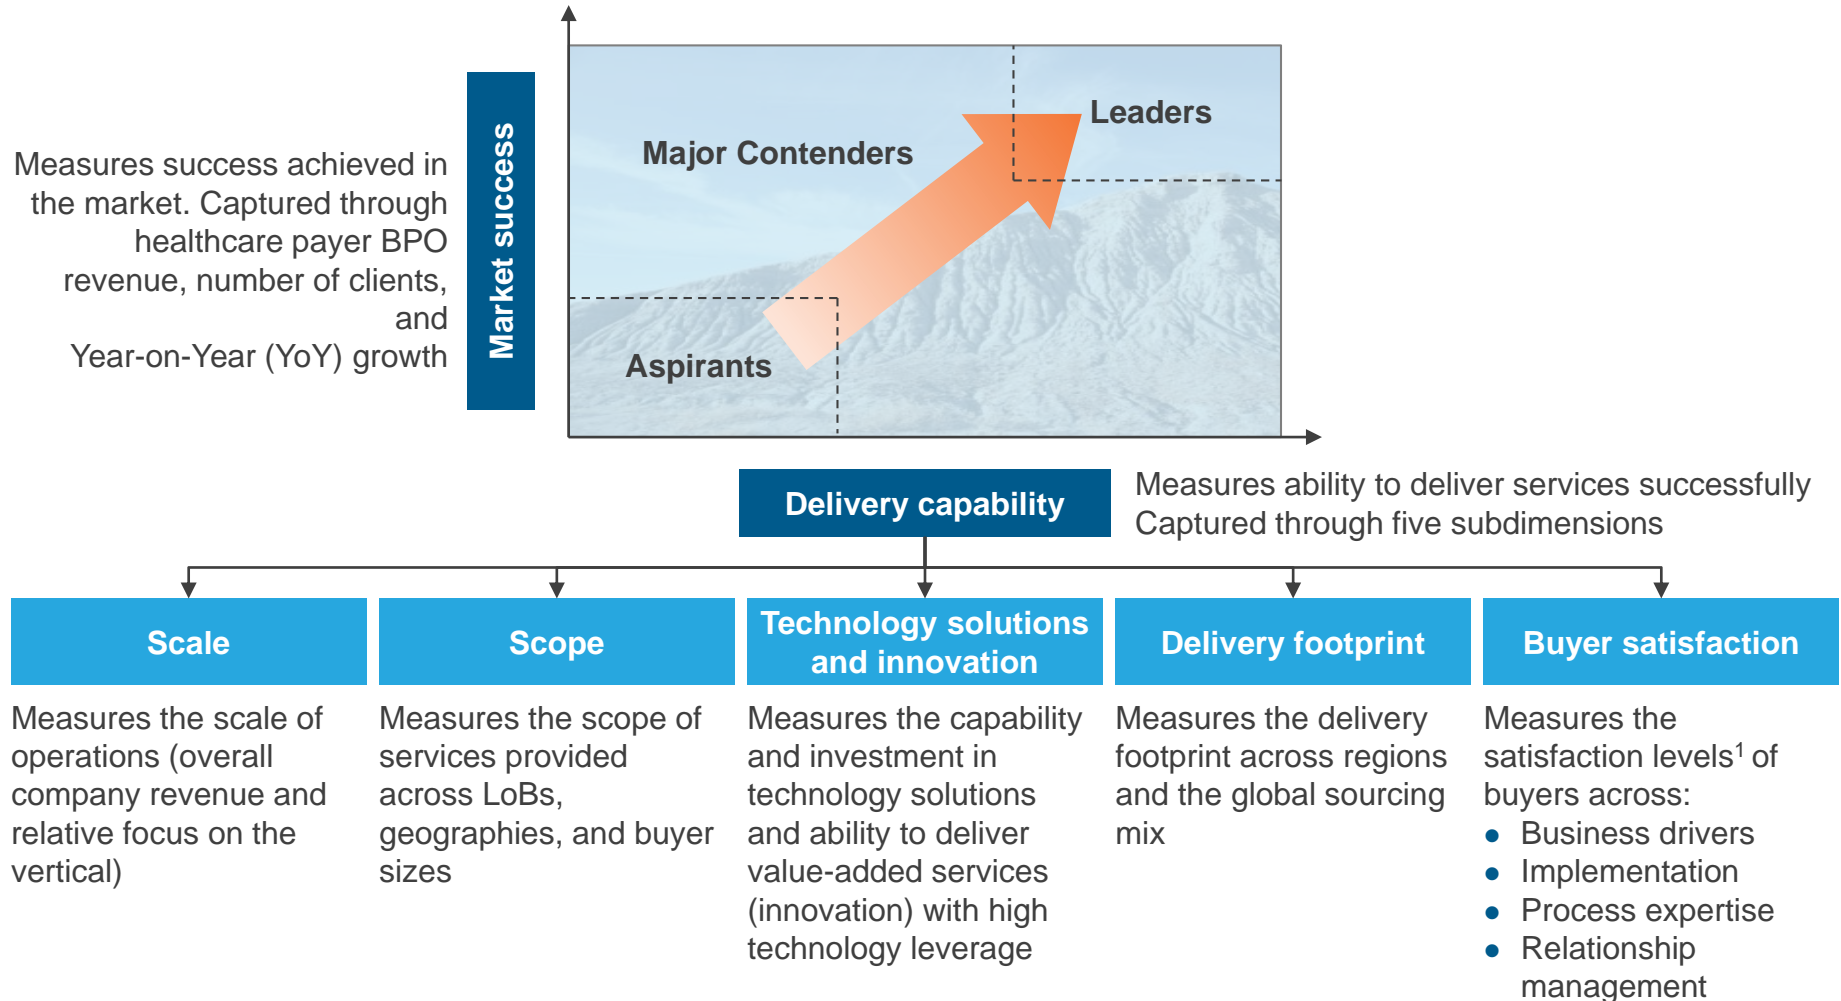 Measures success achieved in
the market. Captured through
healthcare payer BPO
revenue, number of clients,
and
Year-on-Year (YoY) growth
Market success
Leaders
Major Contenders
Aspirants
Delivery capability
Measures ability to deliver services successfully
Captured through five subdimensions
Scale
Measures the scale of
operations (overall
company revenue and
relative focus on the
vertical)
Scope
Measures the scope of
services provided
across LoBs,
geographies, and buyer
sizes
Technology solutions
and innovation
Measures the capability
and investment in
technology solutions
and ability to deliver
value-added services
(innovation) with high
technology leverage
Delivery footprint
Measures the delivery
footprint across regions
and the global sourcing
mix
Buyer satisfaction
Measures the
satisfaction levels¹ of
buyers across:
● Business drivers
● Implementation
● Process expertise
● Relationship
management